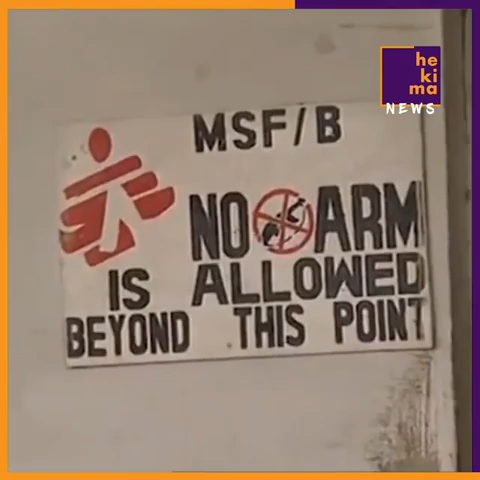 he
ki
ma
NEWS
MSF/B
NO ARM
IS ALLOWED
BEYOND THIS POINT